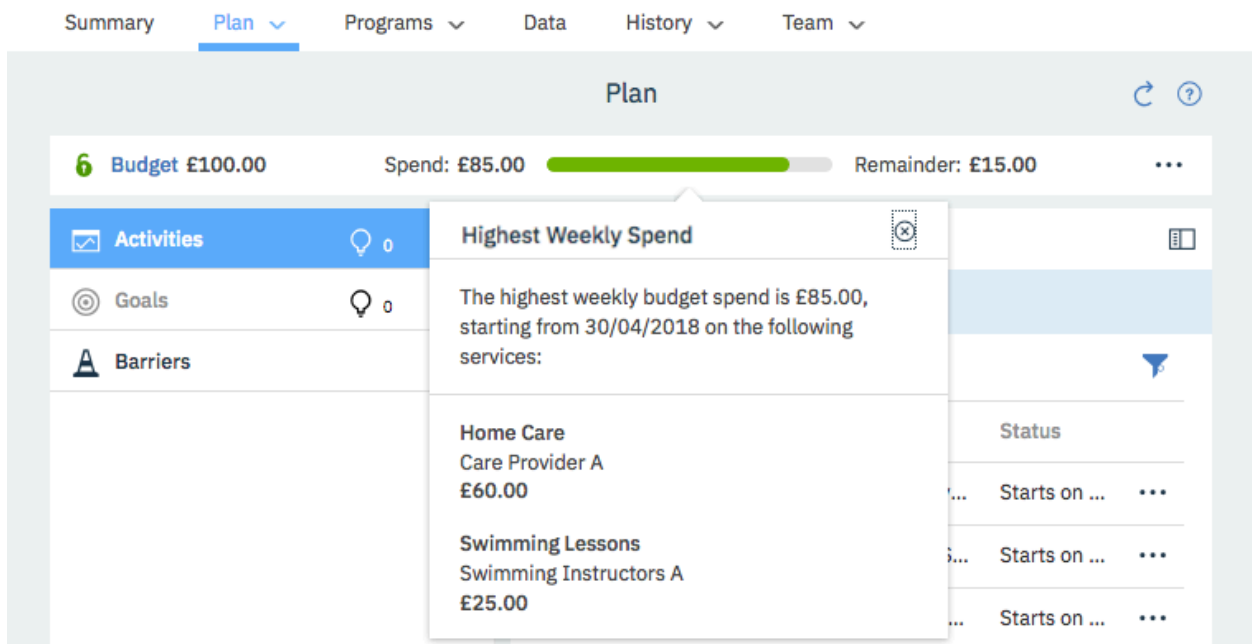 Summary Plan Programs Data History Team
Plan
Budget £100.00 Spend: £85.00 Remainder: £15.00
Activities 0
Goals 0
Barriers
Highest Weekly Spend
The highest weekly budget spend is £85.00,
starting from 30/04/2018 on the following
services:
Home Care
Care Provider A
£60.00
Swimming Lessons
Swimming Instructors A
£25.00
Status
Starts on ...
Starts on ...
Starts on ...